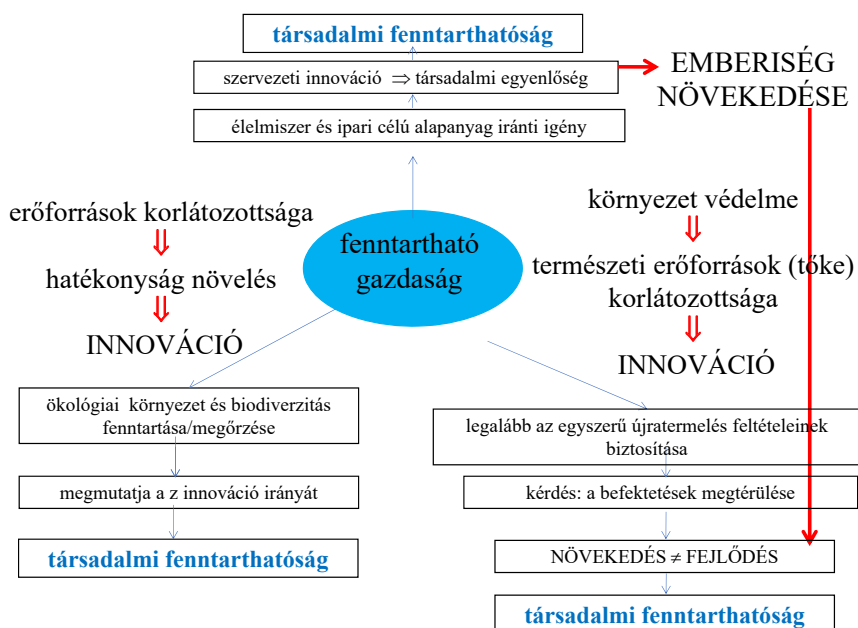 társadalmi fenntarthatóság
szervezeti innováció ⇒ társadalmi egyenlőség
élelmiszer és ipari célú alapanyag iránti igény
EMBERISÉG
NÖVEKEDÉSE
erőforrások korlátozottsága
hatékonyság növelés
INNOVÁCIÓ
fenntartható
gazdaság
környezet védelme
természeti erőforrások (tőke)
korlátozottsága
INNOVÁCIÓ
ökológiai környezet és biodiverzitás
fenntartása/megőrzése
megmutatja a z innováció irányát
társadalmi fenntarthatóság
legalább az egyszerű újratermelés feltételeinek
biztosítása
kérdés: a befektetések megtérülése
NÖVEKEDÉS ≠ FEJLŐDÉS
társadalmi fenntarthatóság